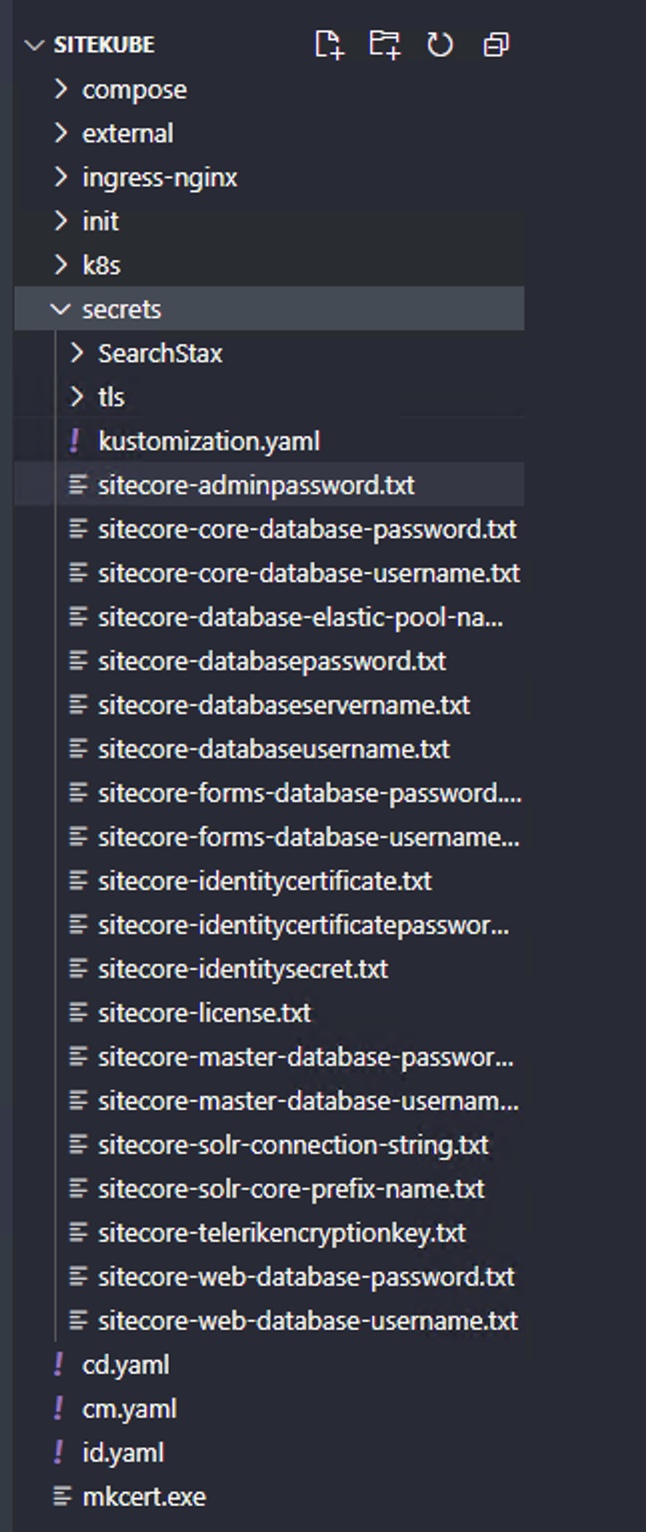 SITEKUBE
compose
external
ingress-nginx
init
k8s
secrets
SearchStax
tls
! kustomization.yaml
sitecore-adminpassword.txt
sitecore-core-database-password.txt
sitecore-core-database-username.txt
sitecore-database-elastic-pool-na...
sitecore-databasepassword.txt
sitecore-databaseservername.txt
sitecore-databaseusername.txt
sitecore-forms-database-password....
sitecore-forms-database-username...
sitecore-identitycertificate.txt
sitecore-identitycertificatepasswor...
sitecore-identitysecret.txt
sitecore-license.txt
sitecore-master-database-passwor...
sitecore-master-database-usernam...
sitecore-solr-connection-string.txt
sitecore-solr-core-prefix-name.txt
sitecore-telerikencryptionkey.txt
sitecore-web-database-password.txt
sitecore-web-database-username.txt
! cd.yaml
! cm.yaml
! id.yaml
mkcert.exe